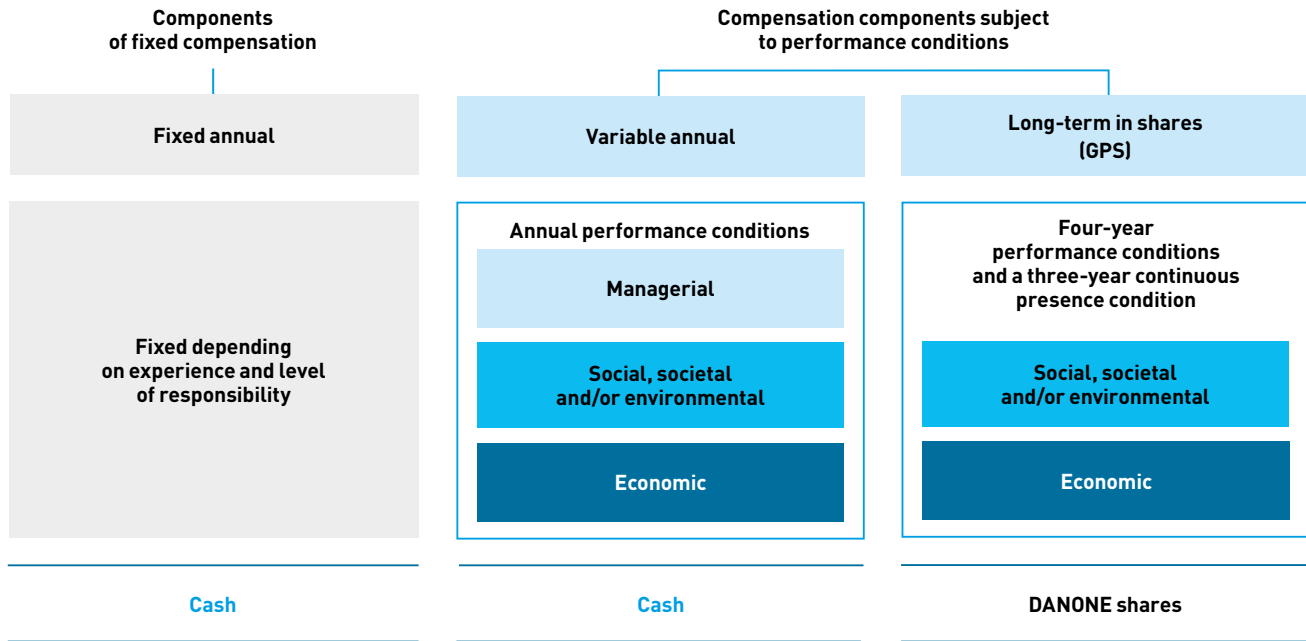 Components
of fixed compensation
Compensation components subject
to performance conditions
Fixed annual
Variable annual
Long-term in shares
(GPS)
Fixed depending
on experience and level
of responsibility
Annual performance conditions
Managerial
Social, societal
and/or environmental
Economic
Four-year
performance conditions
and a three-year continuous
presence condition
Social, societal
and/or environmental
Economic
Cash
Cash
DANONE shares